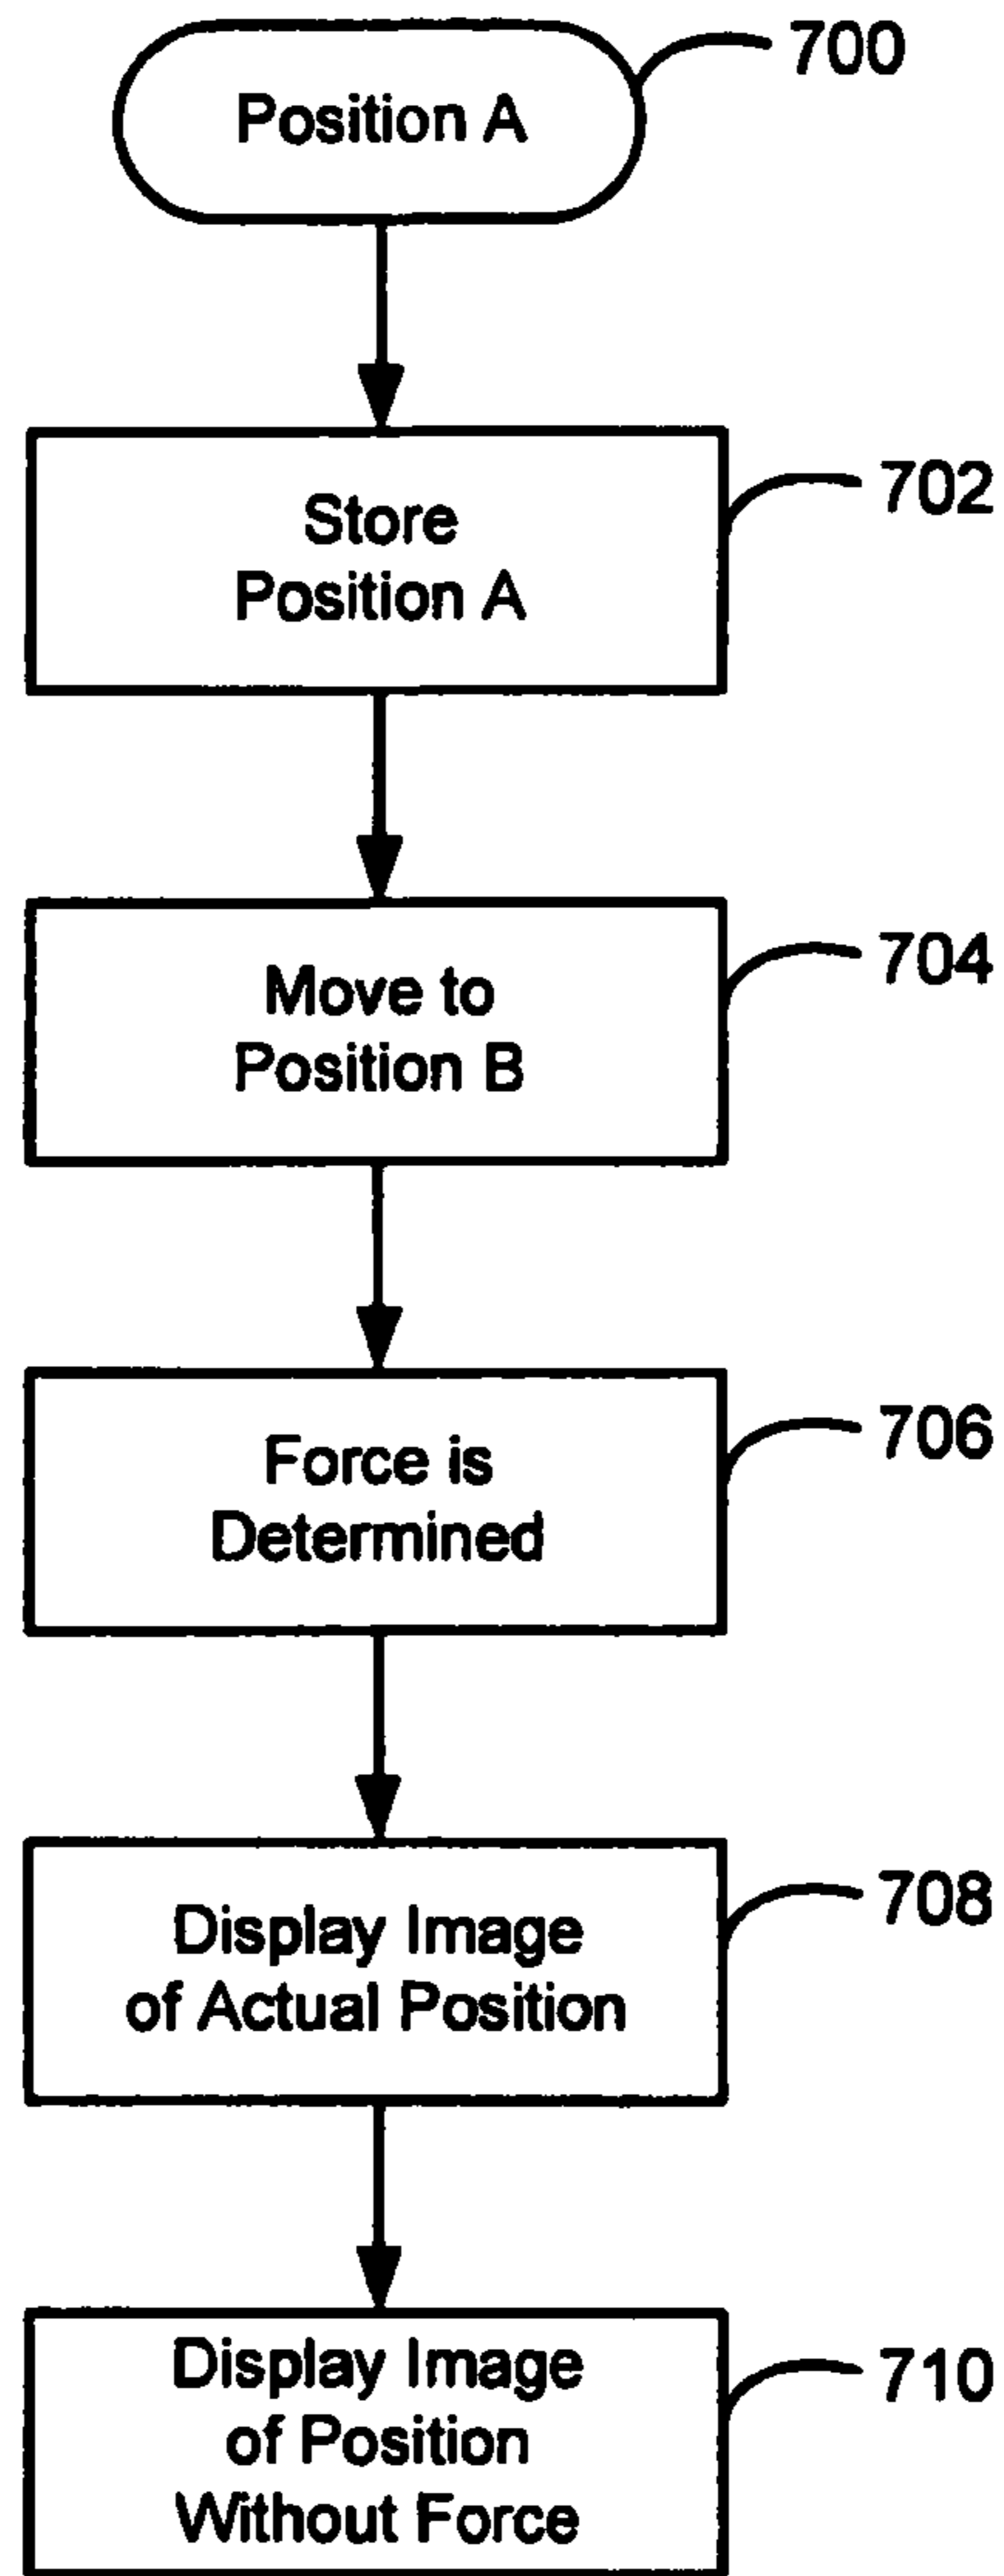 700
Position A
702
Store
Position A
704
Move to
Position B
706
Force is
Determined
708
Display Image
of Actual Position
710
Display Image
of Position
Without Force